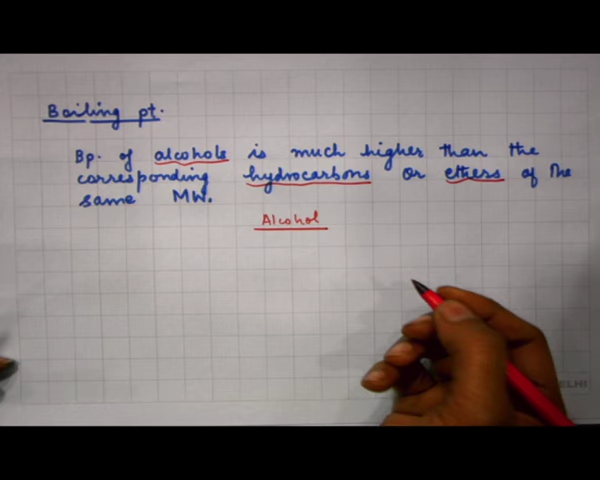 Boiling pt.
Bp. of alcohols is much higher than the
corresponding hydrocarbons or ethers of the
same MW.
Alcohol